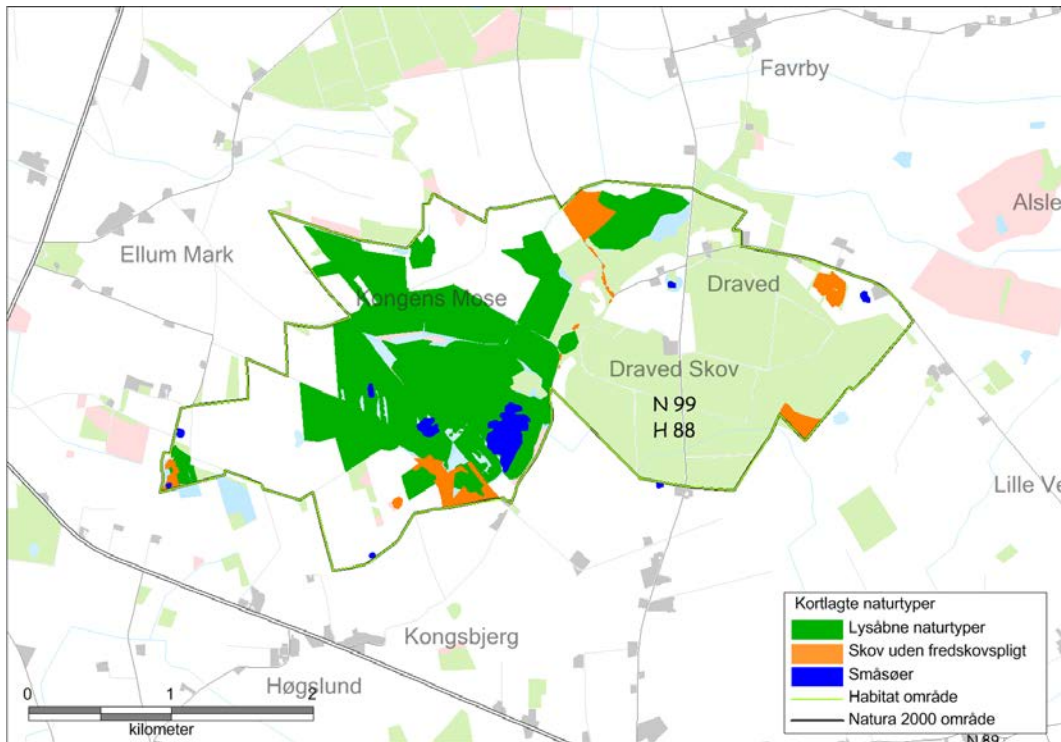 Favrby
Alsle
Ellum Mark
Kongens Mose
Draved
Draved Skov
N 99
H 88
Lille Ve
Kongsbjerg
Høgslund
0 1 2
kilometer
Kortlagte naturtyper
Lysåbne naturtyper
Skov uden fredskovspligt
Småsøer
Habitat område
Natura 2000 område
N 89